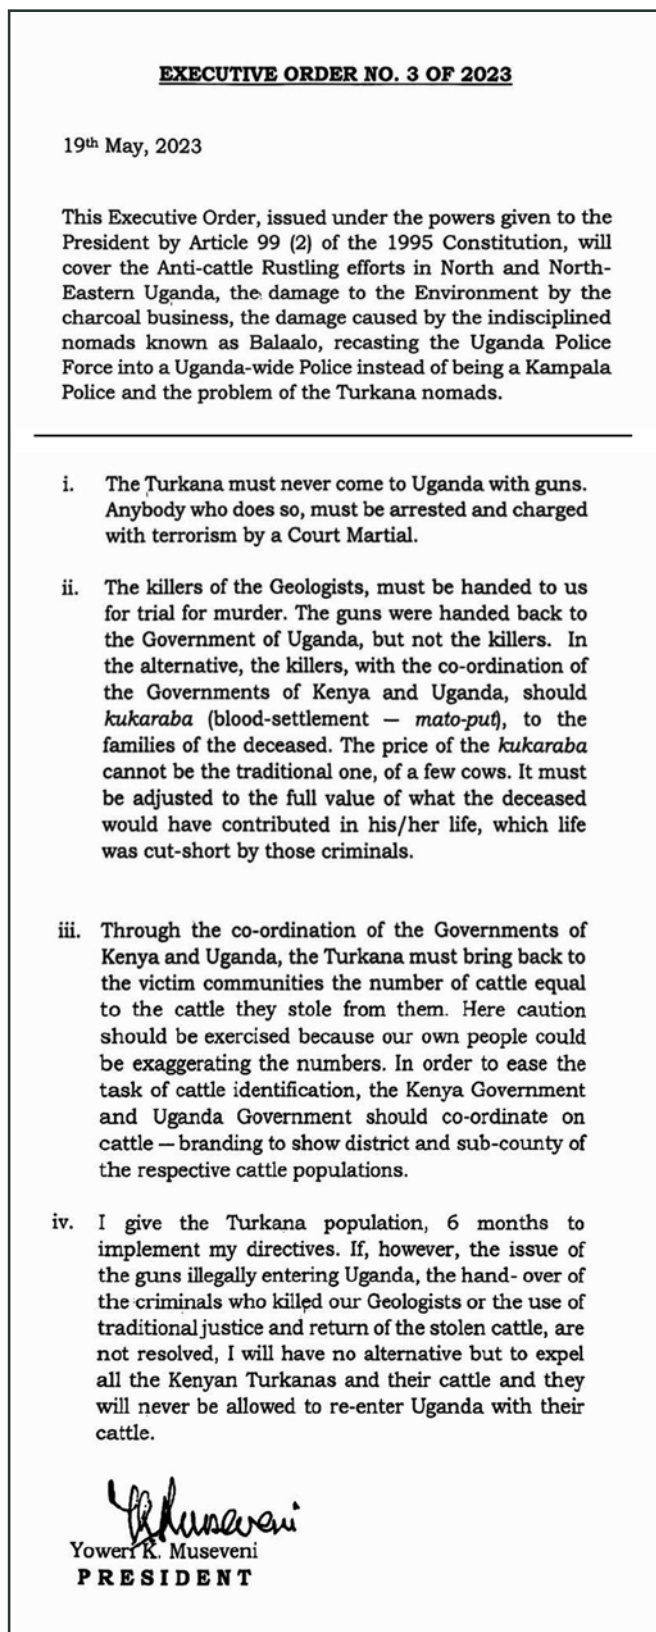 EXECUTIVE ORDER NO. 3 OF 2023
19th May, 2023
This Executive Order, issued under the powers given to the
President by Article 99 (2) of the 1995 Constitution, will
cover the Anti-cattle Rustling efforts in North and North-
Eastern Uganda, the damage to the Environment by the
charcoal business, the damage caused by the indisciplined
nomads known as Balaalo, recasting the Uganda Police
Force into a Uganda-wide Police instead of being a Kampala
Police and the problem of the Turkana nomads.
i. The Turkana must never come to Uganda with guns.
Anybody who does so, must be arrested and charged
with terrorism by a Court Martial.
ii. The killers of the Geologists, must be handed to us
for trial for murder. The guns were handed back to
the Government of Uganda, but not the killers. In
the alternative, the killers, with the co-ordination of
the Governments of Kenya and Uganda, should
kukaraba (blood-settlement — mato-put), to the
families of the deceased. The price of the kukaraba
cannot be the traditional one, of a few cows. It must
be adjusted to the full value of what the deceased
would have contributed in his/her life, which life
was cut-short by those criminals.
iii. Through the co-ordination of the Governments of
Kenya and Uganda, the Turkana must bring back to
the victim communities the number of cattle equal
to the cattle they stole from them. Here caution
should be exercised because our own people could
be exaggerating the numbers. In order to ease the
task of cattle identification, the Kenya Government
and Uganda Government should co-ordinate on
cattle — branding to show district and sub-county of
the respective cattle populations.
iv. I give the Turkana population, 6 months to
implement my directives. If, however, the issue of
the guns illegally entering Uganda, the hand- over of
the criminals who killed our Geologists or the use of
traditional justice and return of the stolen cattle, are
not resolved, I will have no alternative but to expel
all the Kenyan Turkanas and their cattle and they
will never be allowed to re-enter Uganda with their
cattle.
YKMuseveni
Yoweri K. Museveni
PRESIDENT